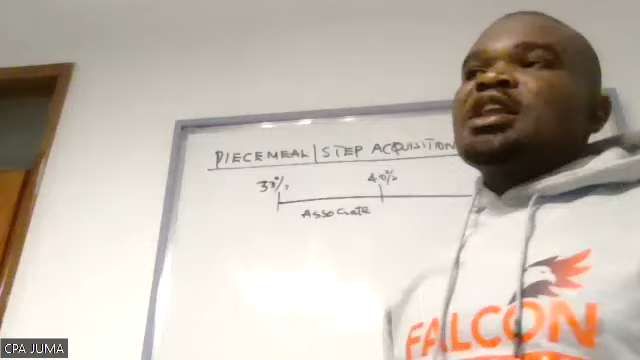 PIECEMEAL | STEP ACQUISITION
30% 40%
Associate
FALCON
CPA JUMA